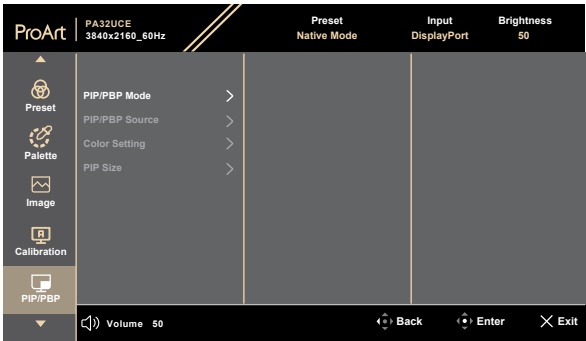 ProArt
PA32UCE
3840x2160_60Hz
Preset
Native Mode
Input
DisplayPort
Brightness
50
Preset
Palette
Image
Calibration
PIP/PBP
PIP/PBP Mode
PIP/PBP Source
Color Setting
PIP Size
Volume 50
Back
Enter
Exit